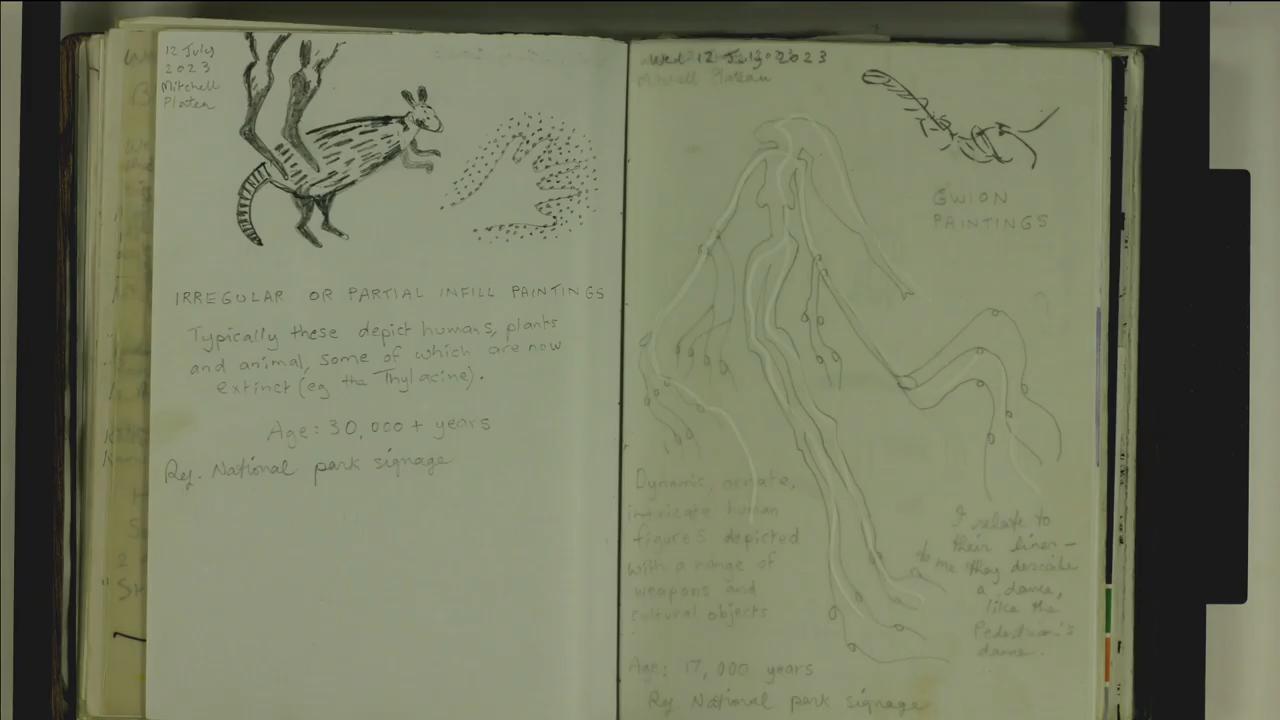 12 July
2023
Mitchell
Platea
IRREGULAR OR PARTIAL INFILL PAINTINGS
Typically these depict humans, plants
and animal, some of which are now
extinct (eg the Thylacine).
Age: 30,000+ years
Ry. National park signage
Wed 12 July 2023
Mitchell Plateau
GWION
PAINTINGS
Dynamic, ornate,
intricate human
figures depicted
with a range of
weapons and
cultural objects
Age: 17,000 years
Ry National park signage
I relate to
their lines –
to me they describe
a dance,
like the
Pedestrian's
dance.